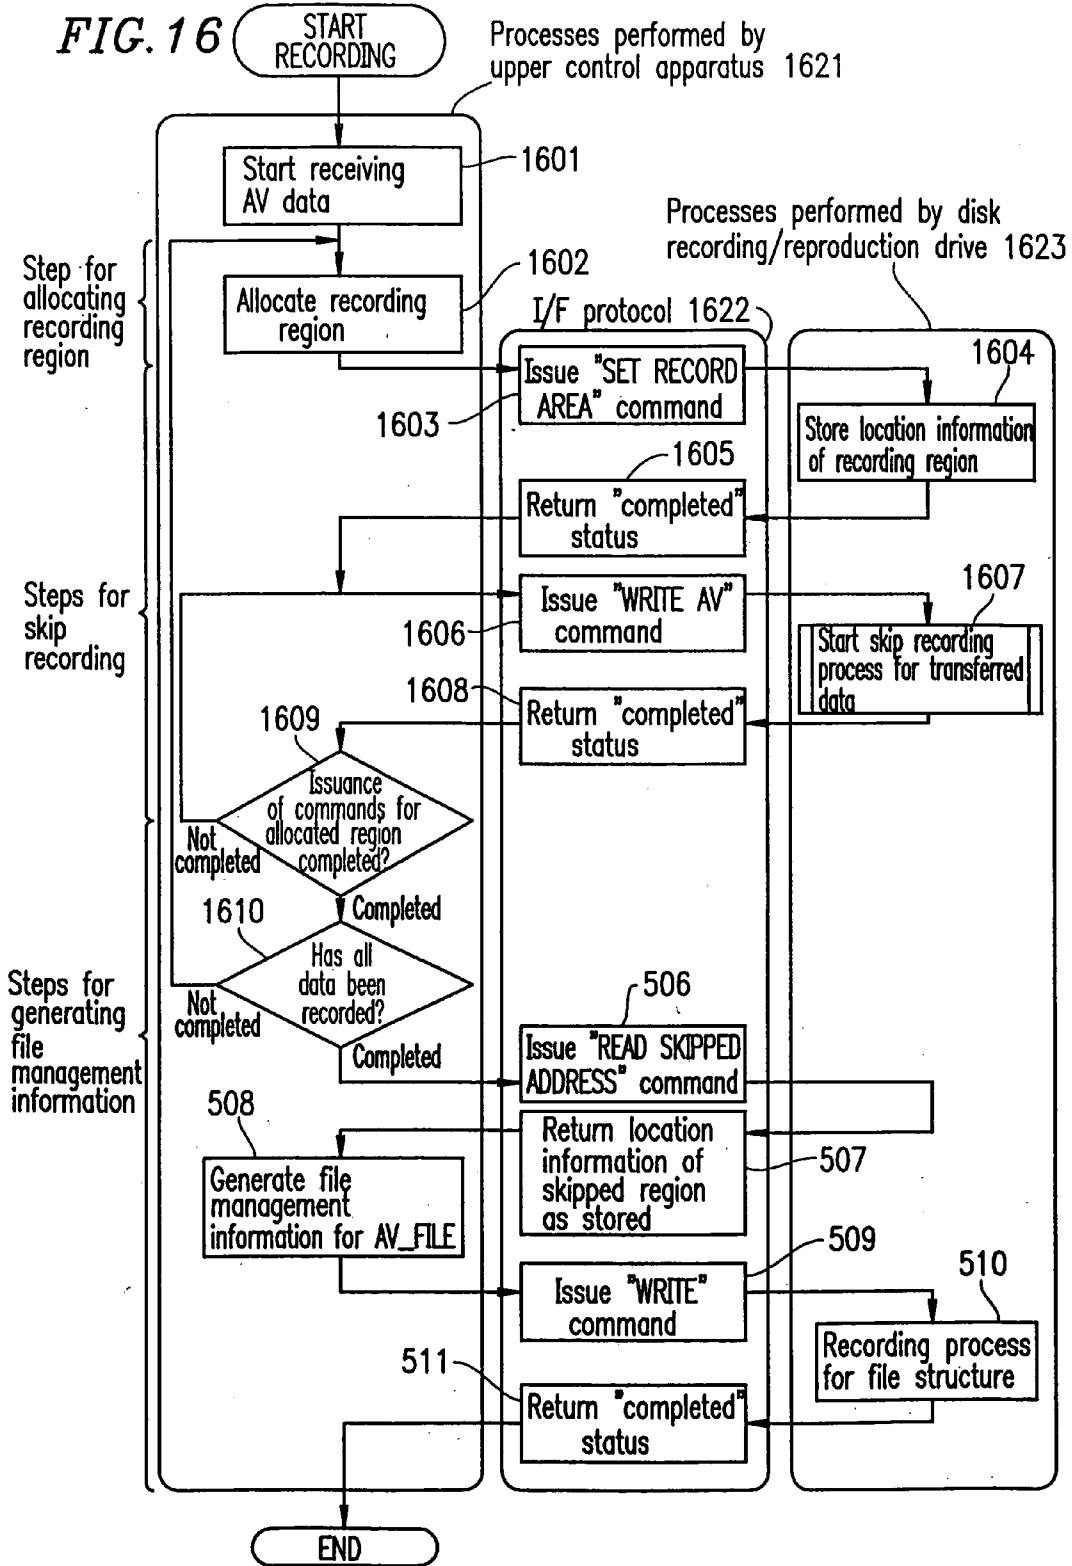 FIG.16
START
RECORDING
Processes performed by
upper control apparatus 1621
1601
Start receiving
AV data
Processes performed by disk
recording/reproduction drive 1623
Step for
allocating
recording
region
1602
Allocate recording
region
I/F protocol 1622
1604
Issue "SET RECORD
AREA" command
1603
Store location information
of recording region
1605
Return "completed"
status
Steps for
skip
recording
1607
Issue "WRITE AV"
command
1606
Start skip recording
process for transferred
data
1608
Return "completed"
status
1609
Issuance
of commands for
allocated region
completed?
Not
completed
Completed
1610
Has all
data been
recorded?
Not
completed
Completed
Steps for
generating
file
management
information
506
Issue "READ SKIPPED
ADDRESS" command
508
Return location
information of
skipped region
as stored
507
Generate file
management
information for AV_FILE
509
Issue "WRITE"
command
510
Recording process
for file structure
511
Return "completed"
status
END